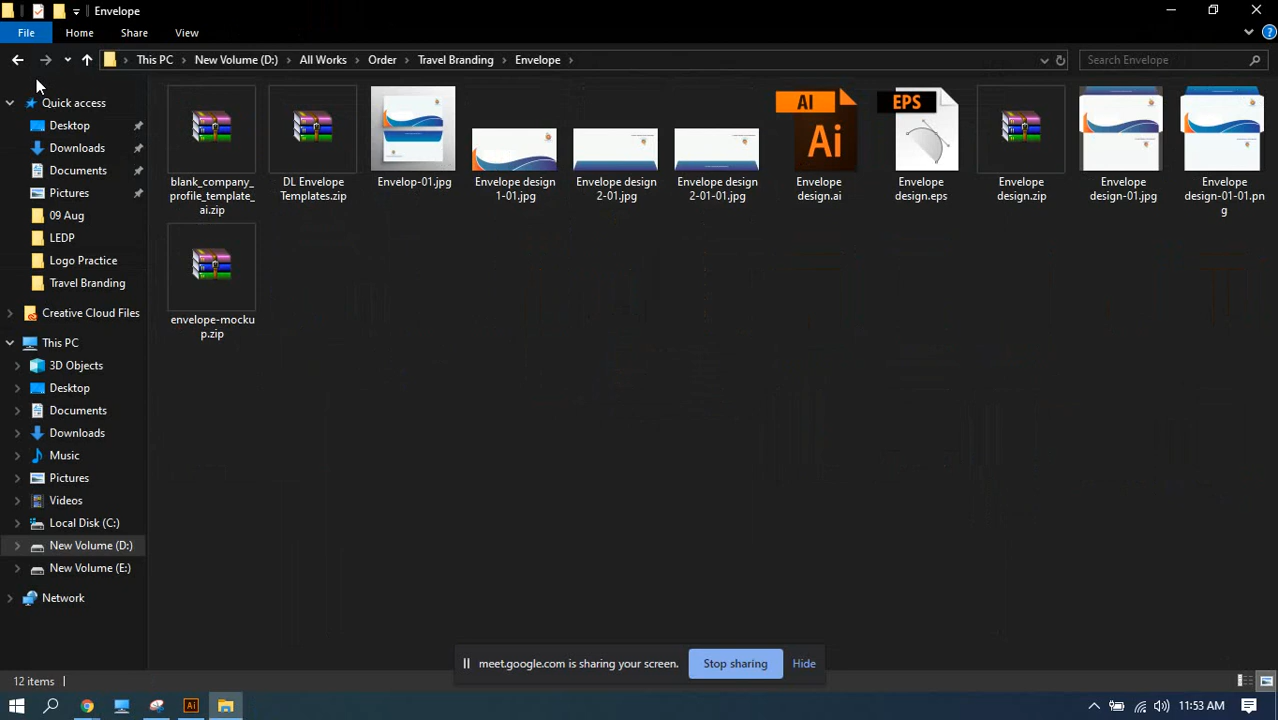 Envelope
File
Home
Share
View
This PC
New Volume (D:)
All Works
Order
Travel Branding
Envelope
Search Envelope
Quick access
Desktop
Downloads
Documents
Pictures
09 Aug
LEDP
Logo Practice
Travel Branding
Creative Cloud Files
This PC
3D Objects
Desktop
Documents
Downloads
Music
Pictures
Videos
Local Disk (C:)
New Volume (D:)
New Volume (E:)
Network
blank_company_
profile_template_
ai.zip
DL Envelope
Templates.zip
Envelop-01.jpg
Envelope design
1-01.jpg
Envelope design
2-01.jpg
Envelope design
2-01-01.jpg
AI
Ai
Envelope
design.ai
EPS
Envelope
design.eps
Envelope
design.zip
Envelope
design-01.jpg
Envelope
design-01-01.pn
g
envelope-mocku
p.zip
meet.google.com is sharing your screen.
Stop sharing
Hide
12 items
Ai
11:53 AM